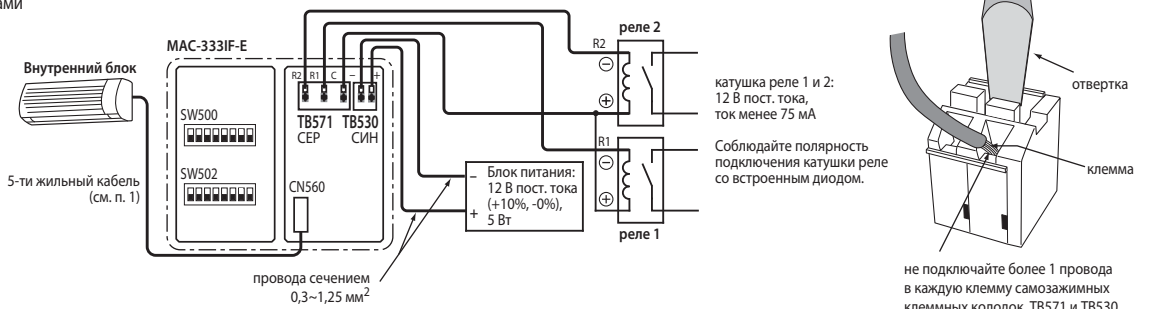 ами
MAC-333IF-E
Внутренний блок
5-ти жильный кабель
(см. п. 1)
SW500
SW502
R2 R1 C − +
TB571 TB530
СЕР СИН
CN560
− Блок питания:
12 В пост. тока
(+10%, -0%),
+ 5 Вт
провода сечением
0,3~1,25 мм²
реле 2
R2
−
+
R1
−
+
реле 1
катушка реле 1 и 2:
12 В пост. тока,
ток менее 75 мА
Соблюдайте полярность
подключения катушки реле
со встроенным диодом.
отвертка
клемма
не подключайте более 1 провода
в каждую клемму самозажимных
клеммных колодок TB571 и TB530